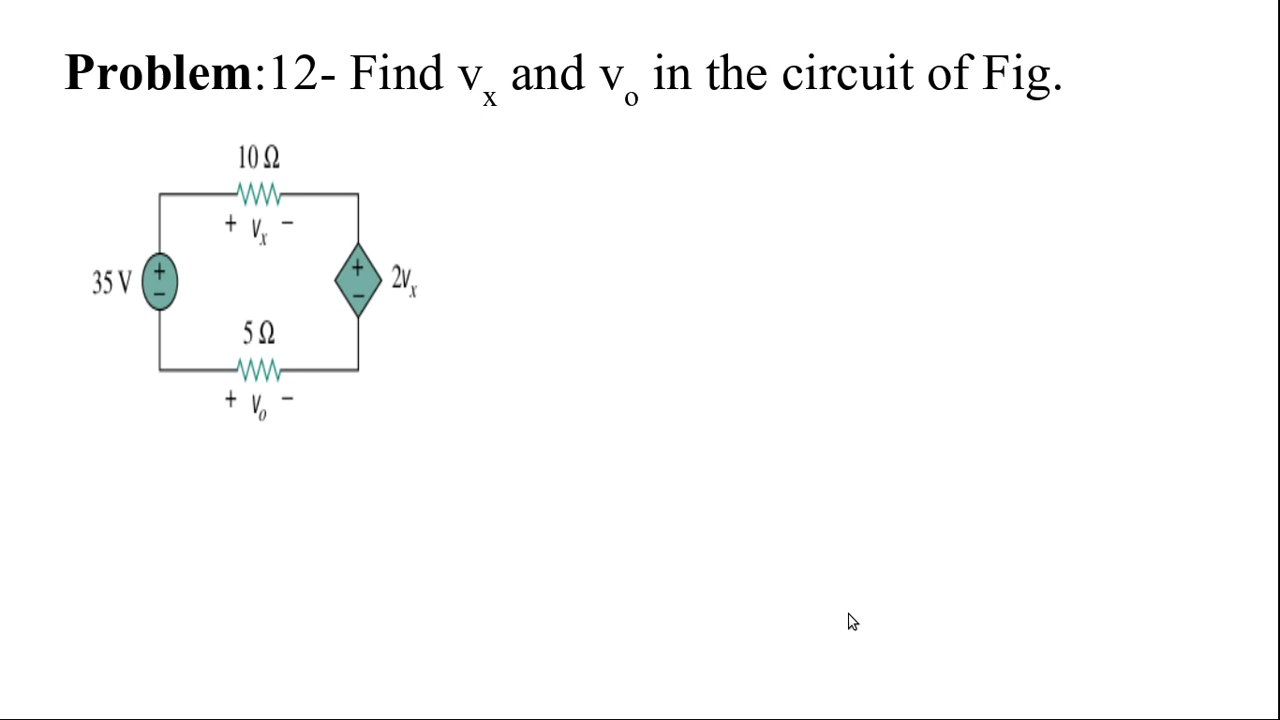 Problem:12- Find vx and vo in the circuit of Fig.
10 Ω
+ Vx −
35 V + − + − 2Vx
5 Ω
+ Vo −